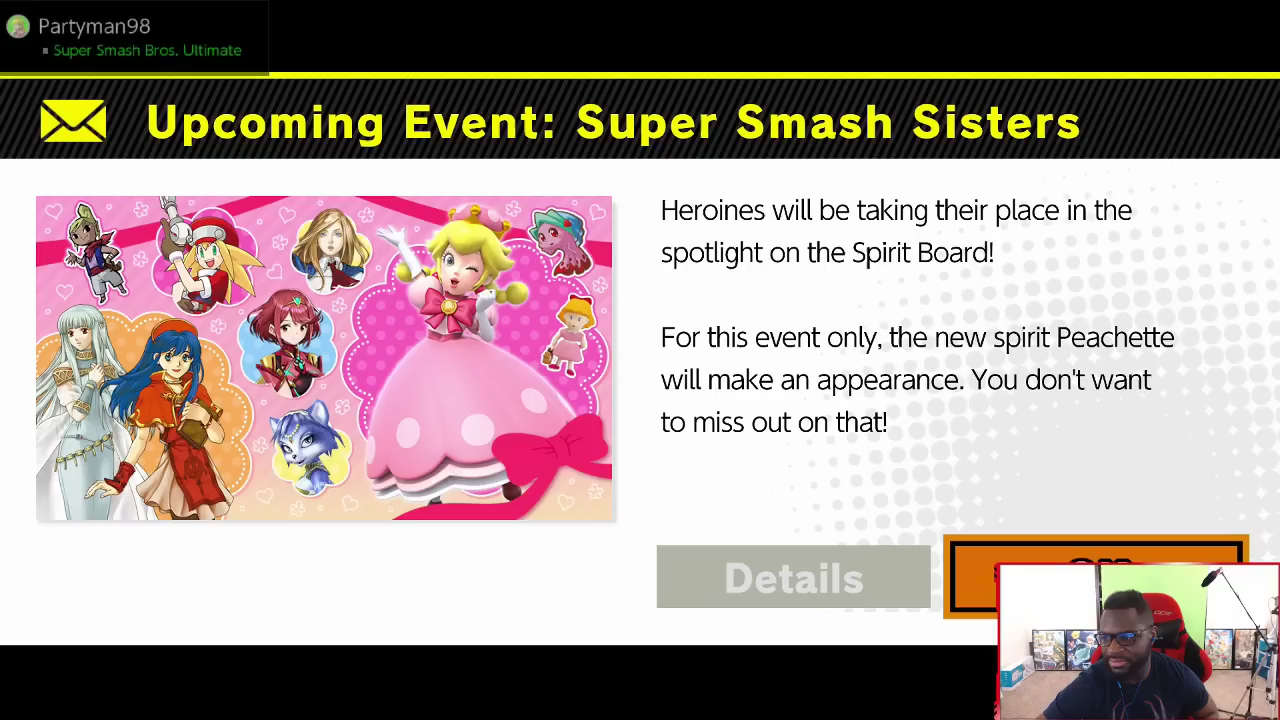 Partyman98
Super Smash Bros. Ultimate
Upcoming Event: Super Smash Sisters
Heroines will be taking their place in the
spotlight on the Spirit Board!
For this event only, the new spirit Peachette
will make an appearance. You don't want
to miss out on that!
Details